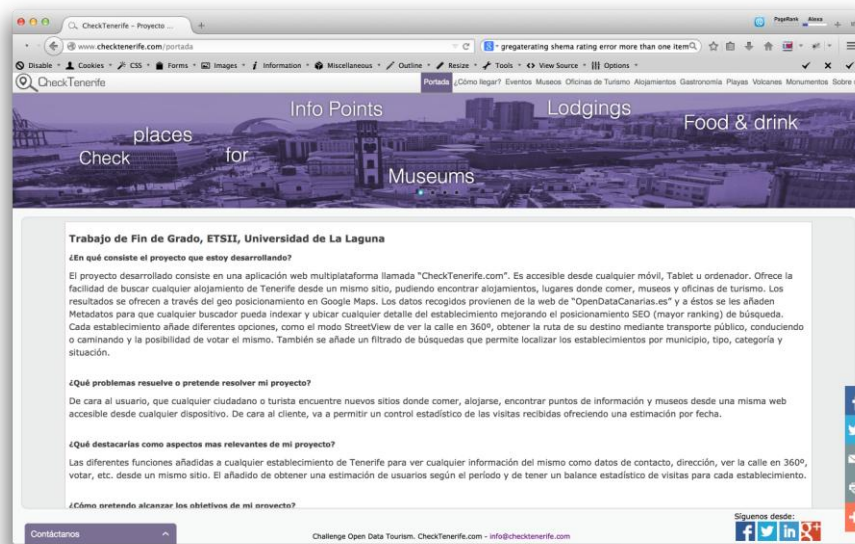 CheckTenerife – Proyecto ...
PageRank Alexa
www.checktenerife.com/portada
gregaterating shema rating error more than one item
Disable Cookies CSS Forms Images Information Miscellaneous Outline Resize Tools View Source Options
CheckTenerife
Portada ¿Cómo llegar? Eventos Museos Oficinas de Turismo Alojamientos Gastronomía Playas Volcanes Monumentos Sobre
Info Points
Lodgings
places
Food & drink
Check
for
Museums
Trabajo de Fin de Grado, ETSII, Universidad de La Laguna
¿En qué consiste el proyecto que estoy desarrollando?
El proyecto desarrollado consiste en una aplicación web multiplataforma llamada "CheckTenerife.com". Es accesible desde cualquier móvil, Tablet u ordenador. Ofrece la
facilidad de buscar cualquier alojamiento de Tenerife desde un mismo sitio, pudiendo encontrar alojamientos, lugares donde comer, museos y oficinas de turismo. Los
resultados se ofrecen a través del geo posicionamiento en Google Maps. Los datos recogidos provienen de la web de "OpenDataCanarias.es" y a éstos se les añaden
Metadatos para que cualquier buscador pueda indexar y ubicar cualquier detalle del establecimiento mejorando el posicionamiento SEO (mayor ranking) de búsqueda.
Cada establecimiento añade diferentes opciones, como el modo StreetView de ver la calle en 360º, obtener la ruta de su destino mediante transporte público, conduciendo
o caminando y la posibilidad de votar el mismo. También se añade un filtrado de búsquedas que permite localizar los establecimientos por municipio, tipo, categoría y
situación.
¿Qué problemas resuelve o pretende resolver mi proyecto?
De cara al usuario, que cualquier ciudadano o turista encuentre nuevos sitios donde comer, alojarse, encontrar puntos de información y museos desde una misma web
accesible desde cualquier dispositivo. De cara al cliente, va a permitir un control estadístico de las visitas recibidas ofreciendo una estimación por fecha.
¿Qué destacarías como aspectos mas relevantes de mi proyecto?
Las diferentes funciones añadidas a cualquier establecimiento de Tenerife para ver cualquier información del mismo como datos de contacto, dirección, ver la calle en 360º,
votar, etc. desde un mismo sitio. El añadido de obtener una estimación de usuarios según el período y de tener un balance estadístico de visitas para cada establecimiento.
¿Cómo pretendo alcanzar los objetivos de mi proyecto?
Síguenos desde:
Contáctanos
Challenge Open Data Tourism. CheckTenerife.com - info@checktenerife.com